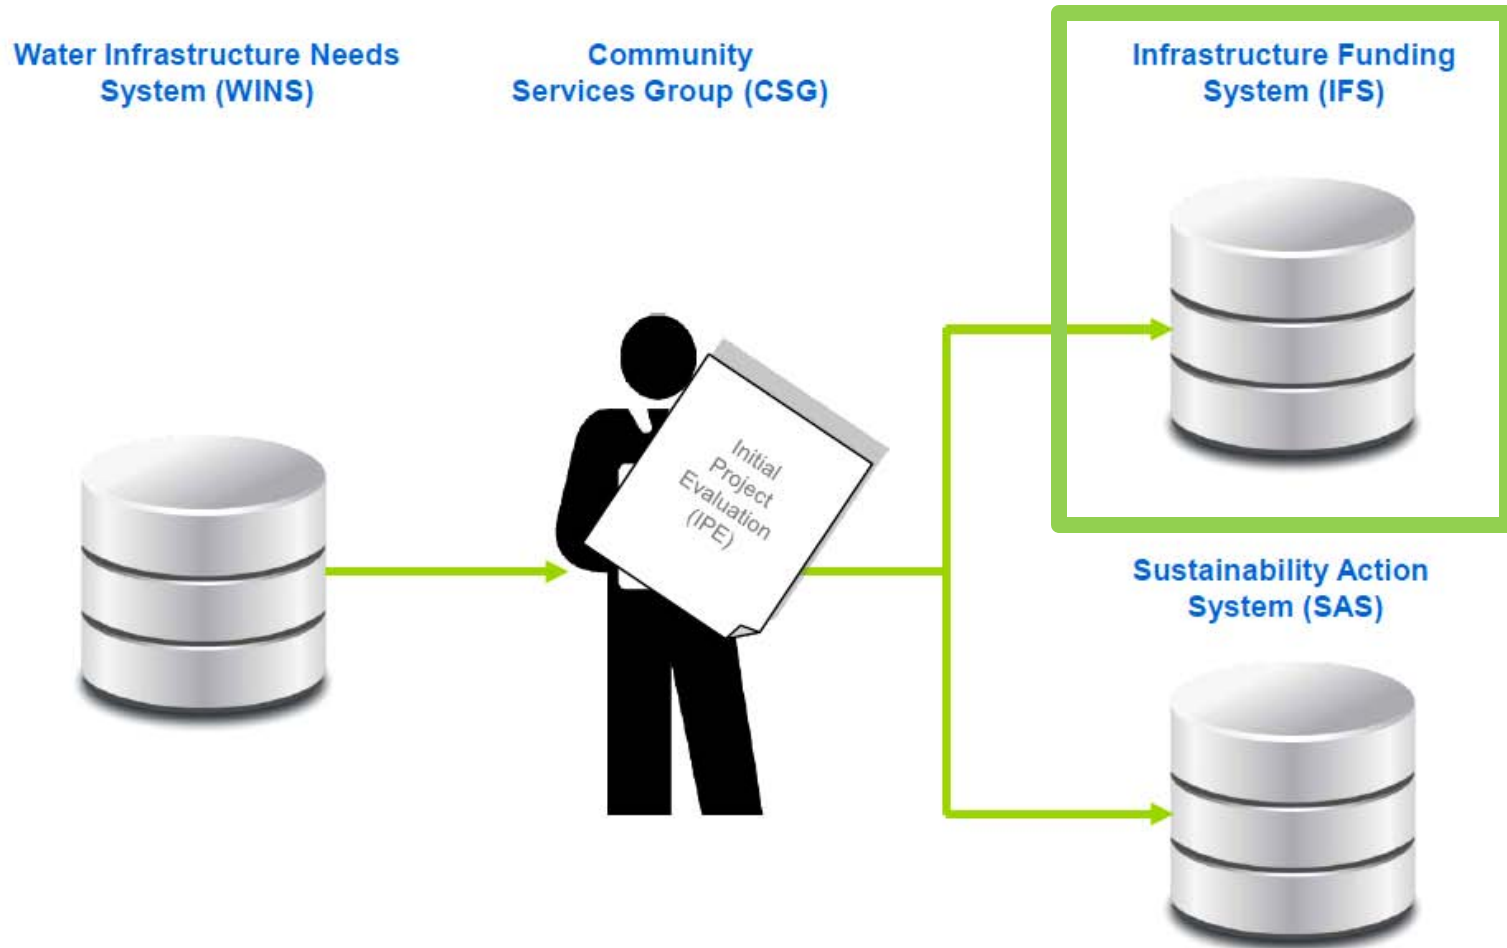 Water Infrastructure Needs
System (WINS)
Community
Services Group (CSG)
Infrastructure Funding
System (IFS)
Initial
Project
Evaluation
(IPE)
Sustainability Action
System (SAS)